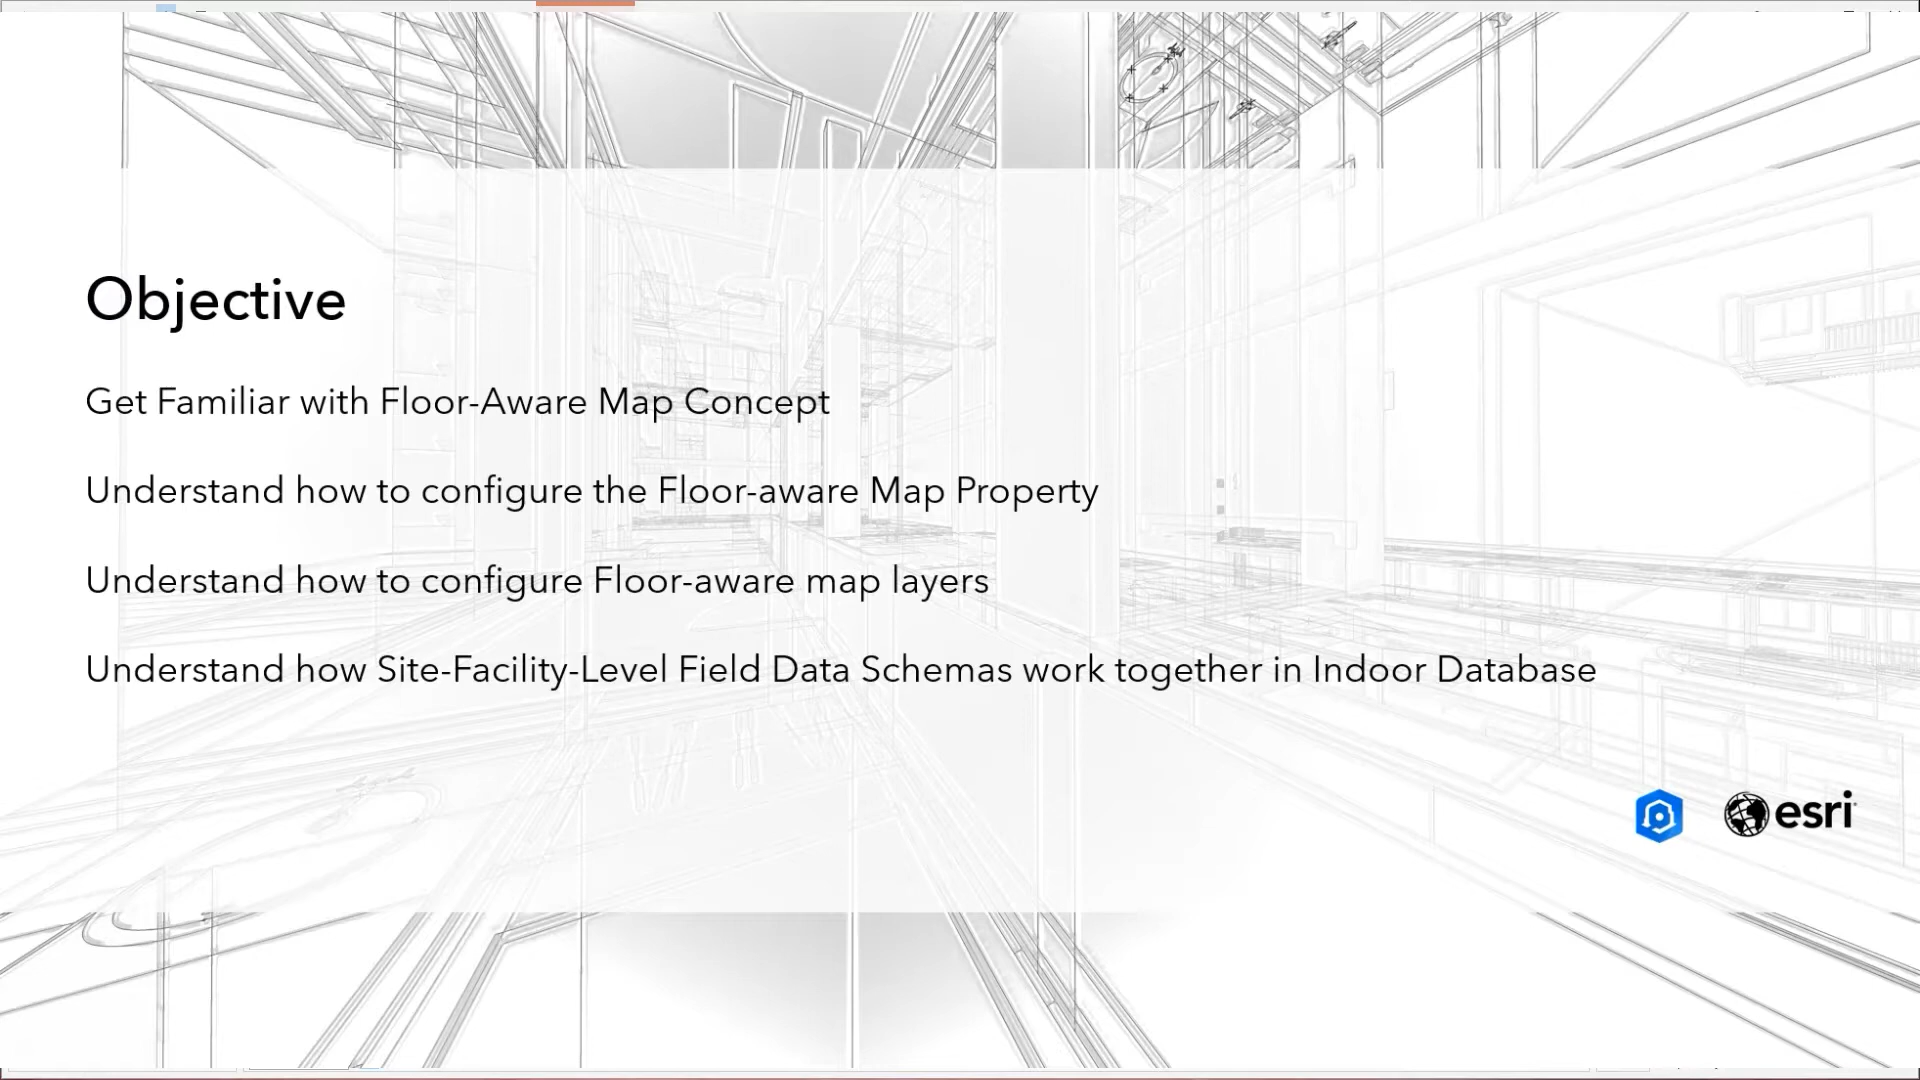 Objective
Get Familiar with Floor-Aware Map Concept
Understand how to configure the Floor-aware Map Property
Understand how to configure Floor-aware map layers
Understand how Site-Facility-Level Field Data Schemas work together in Indoor Database
esri